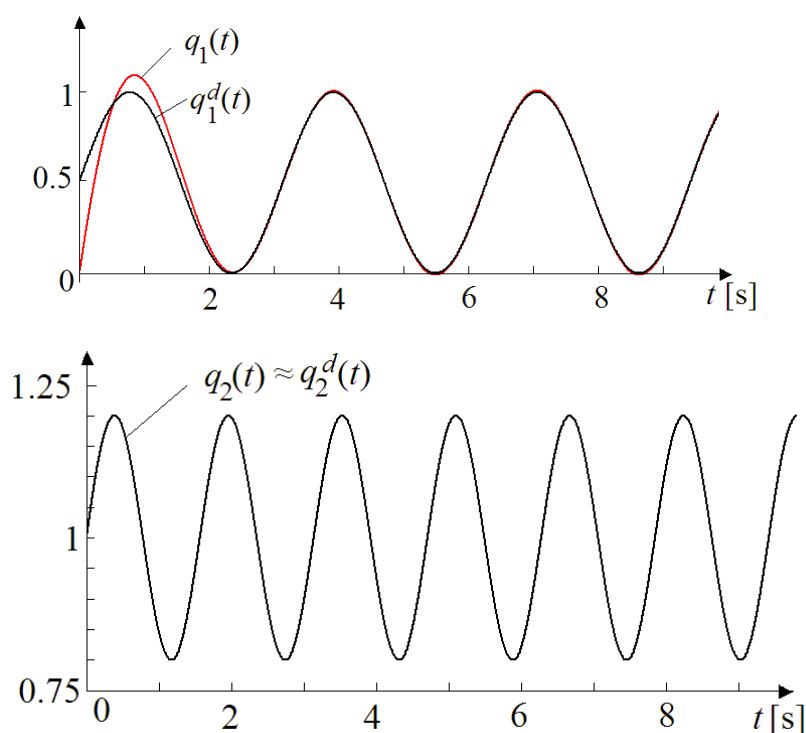 q₁(t)
q₁ᵈ(t)
1
0.5
0
2 4 6 8 t [s]
1.25
q₂(t) ≈ q₂ᵈ(t)
1
0.75
0 2 4 6 8 t [s]